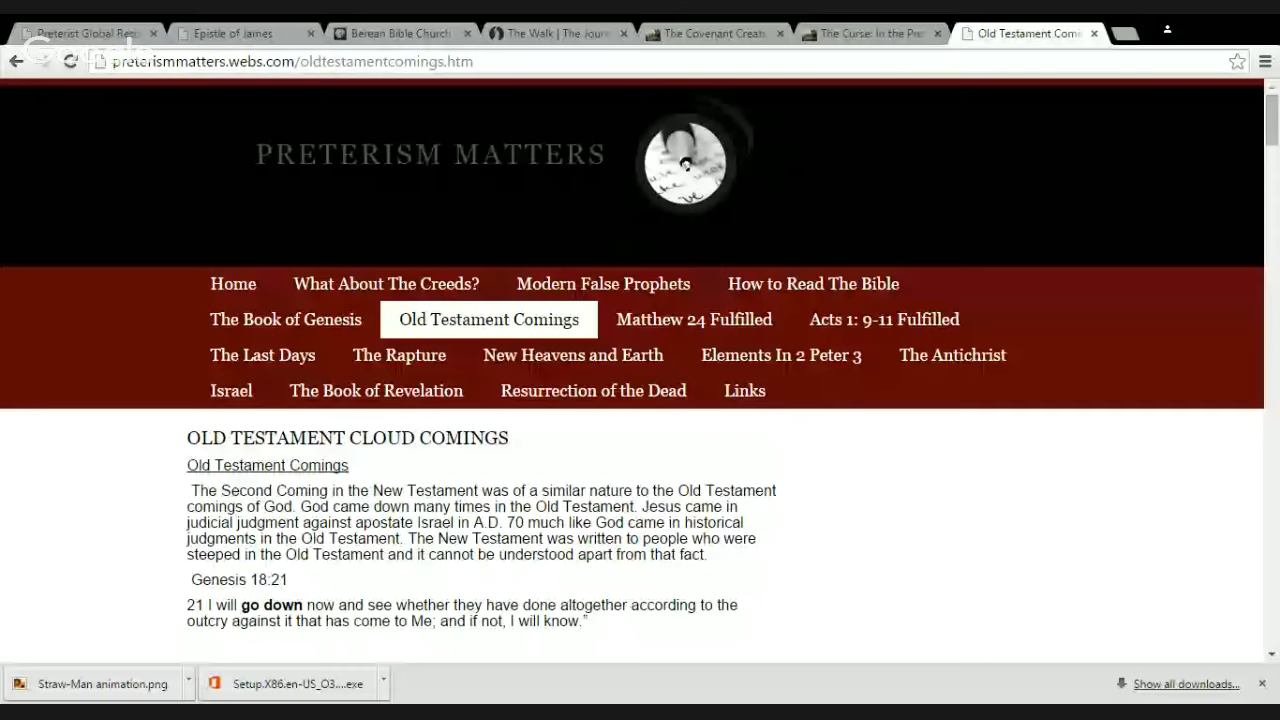 Preterist Global Re
Epistle of James
Berean Bible Church
The Walk | The Jour
The Covenant Creat
The Curse: In the Pre
Old Testament Comi
Google
preterismmatters.webs.com/oldtestamentcomings.htm
PRETERISM MATTERS
Home What About The Creeds? Modern False Prophets How to Read The Bible
The Book of Genesis Old Testament Comings Matthew 24 Fulfilled Acts 1: 9-11 Fulfilled
The Last Days The Rapture New Heavens and Earth Elements In 2 Peter 3 The Antichrist
Israel The Book of Revelation Resurrection of the Dead Links
OLD TESTAMENT CLOUD COMINGS
Old Testament Comings
The Second Coming in the New Testament was of a similar nature to the Old Testament
comings of God. God came down many times in the Old Testament. Jesus came in
judicial judgment against apostate Israel in A.D. 70 much like God came in historical
judgments in the Old Testament. The New Testament was written to people who were
steeped in the Old Testament and it cannot be understood apart from that fact.
Genesis 18:21
21 I will go down now and see whether they have done altogether according to the
outcry against it that has come to Me; and if not, I will know.”
Straw-Man animation.png
Setup.X86.en-US_O3....exe
Show all downloads...